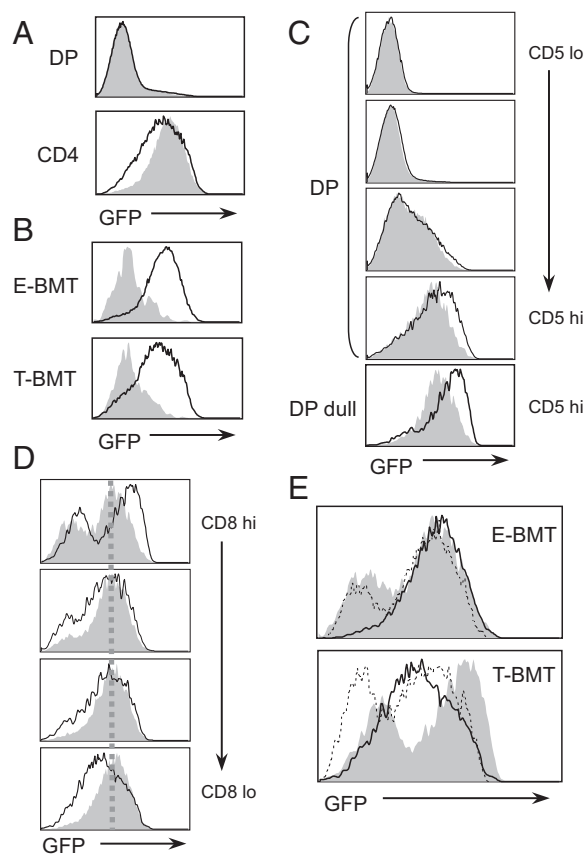 A
DP
CD4
GFP
B
E-BMT
T-BMT
GFP
C
CD5 lo
DP
CD5 hi
DP dull
CD5 hi
GFP
D
CD8 hi
CD8 lo
GFP
E
E-BMT
T-BMT
GFP